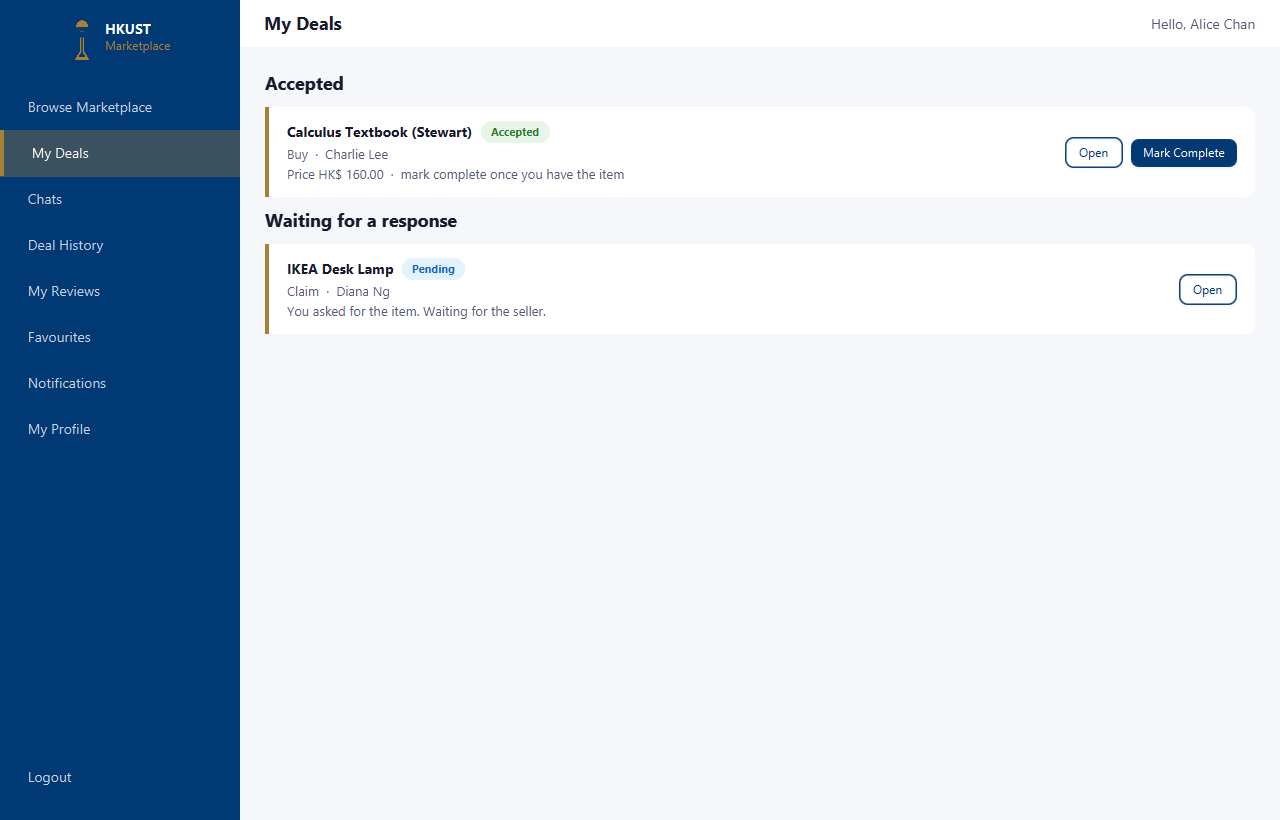 HKUST
Marketplace
Browse Marketplace
My Deals
Chats
Deal History
My Reviews
Favourites
Notifications
My Profile
Logout
My Deals
Hello, Alice Chan
Accepted
Calculus Textbook (Stewart) Accepted
Buy · Charlie Lee
Price HK$ 160.00 · mark complete once you have the item
Open Mark Complete
Waiting for a response
IKEA Desk Lamp Pending
Claim · Diana Ng
You asked for the item. Waiting for the seller.
Open